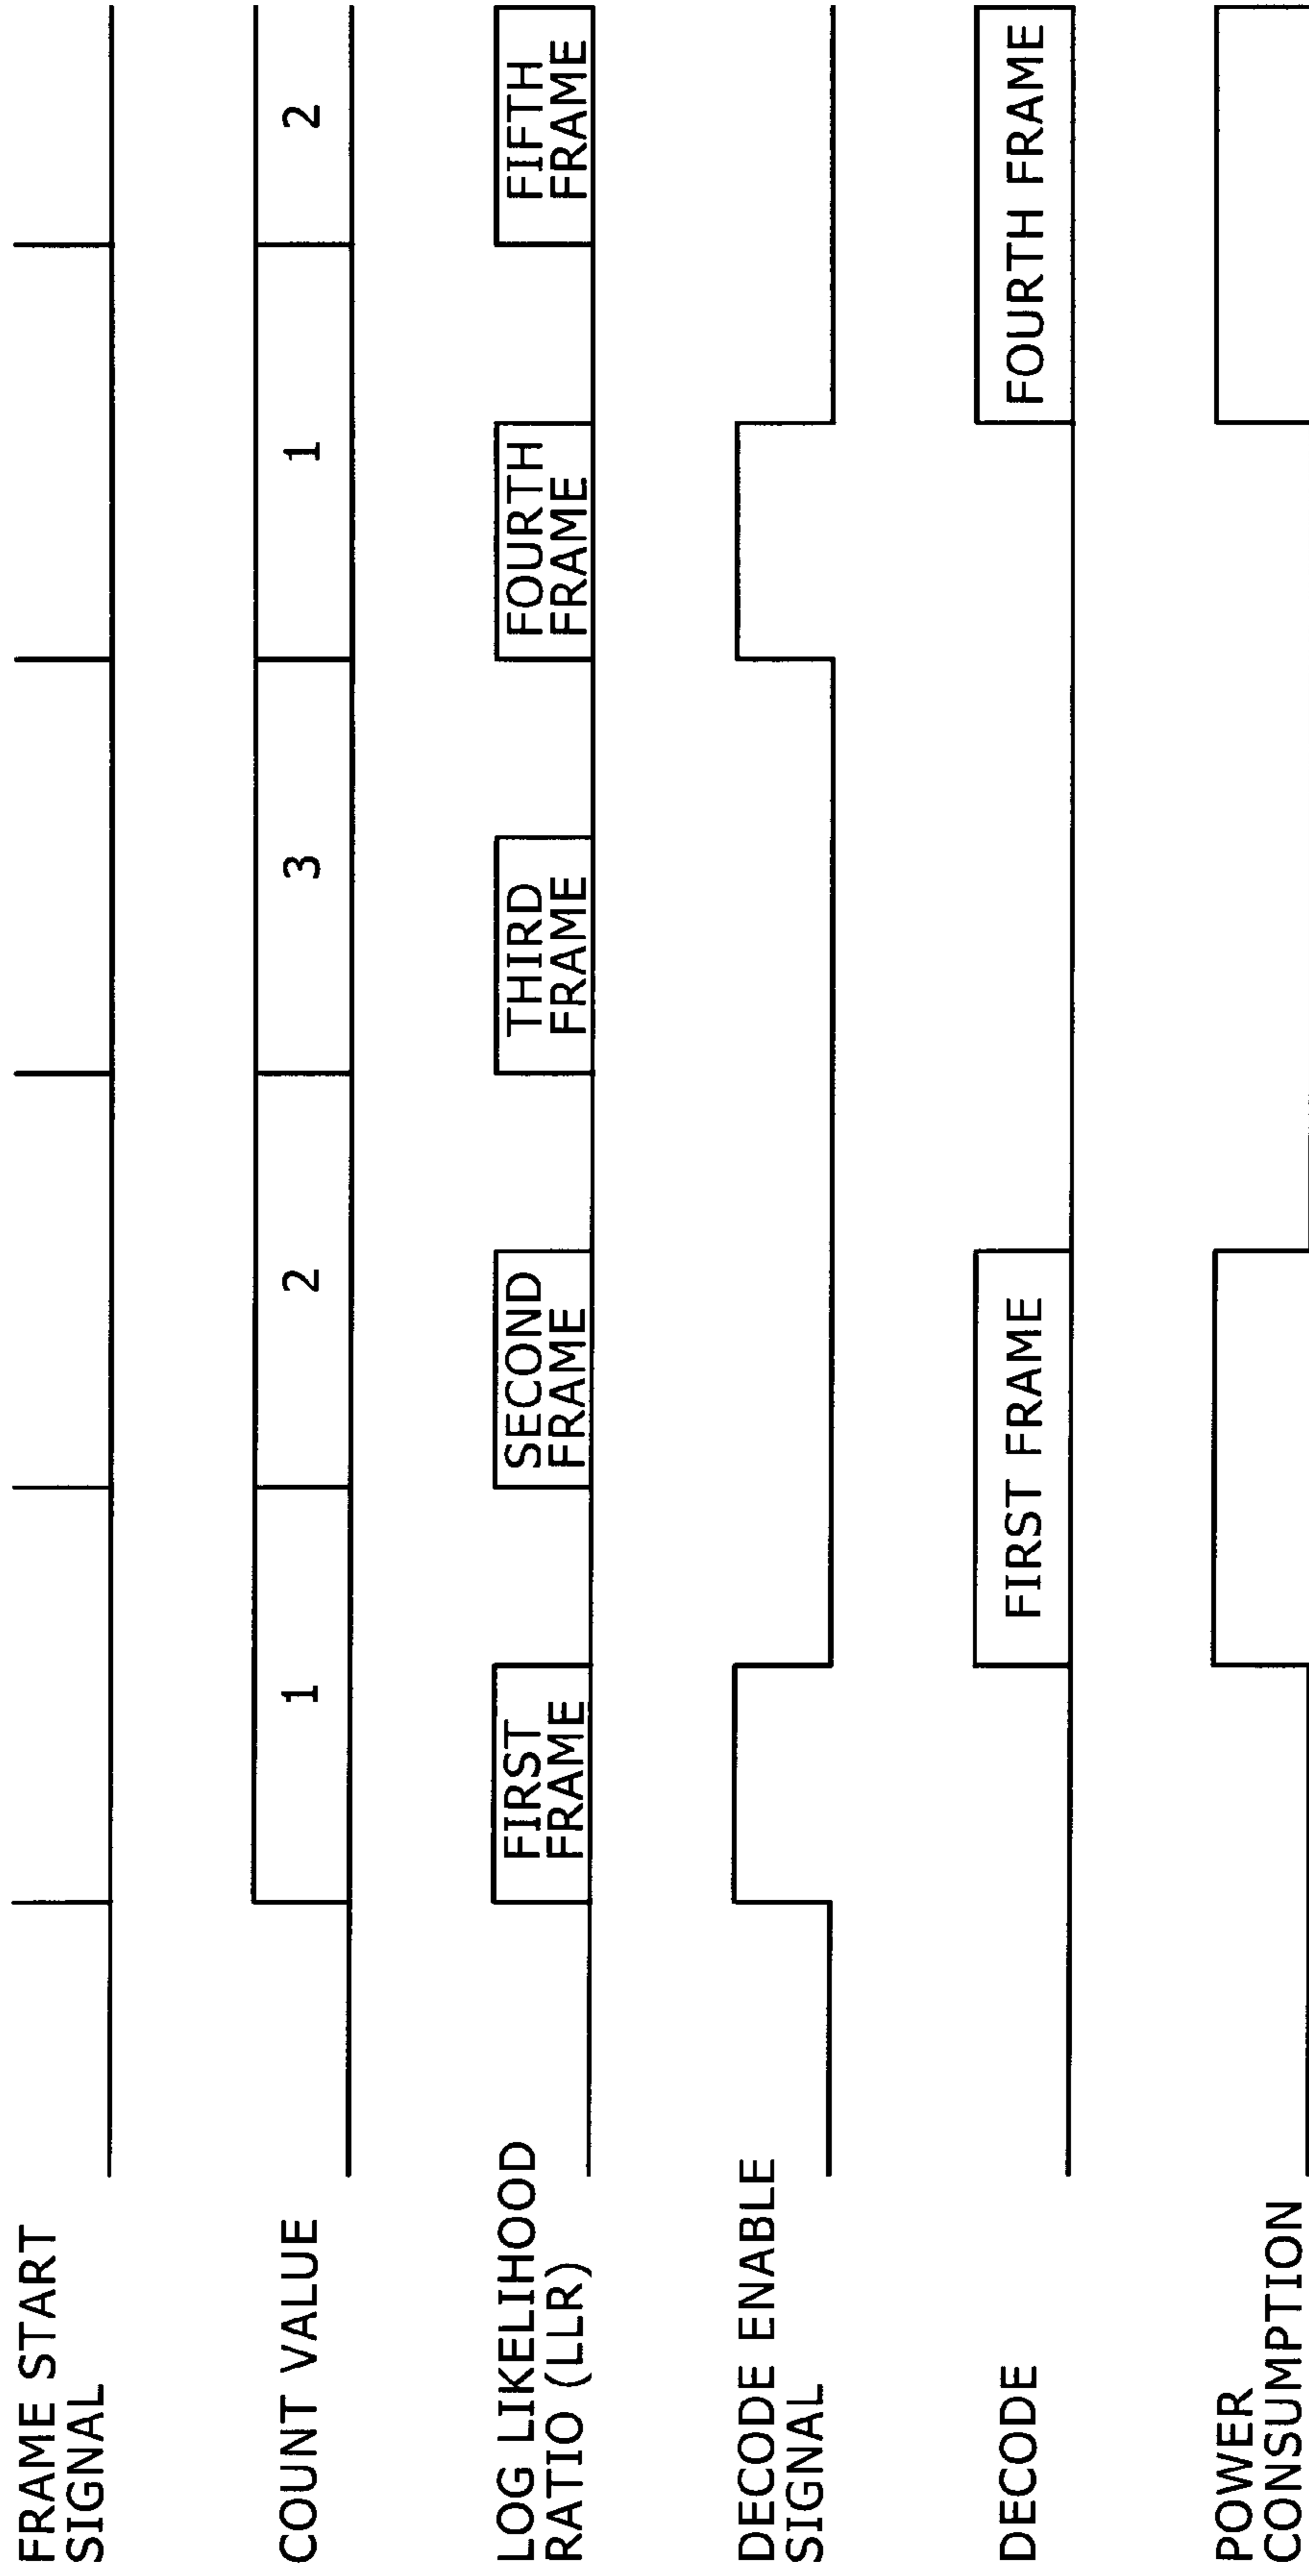 FRAME START
SIGNAL
COUNT VALUE
1
2
3
1
2
LOG LIKELIHOOD
RATIO (LLR)
FIRST
FRAME
SECOND
FRAME
THIRD
FRAME
FOURTH
FRAME
FIFTH
FRAME
DECODE ENABLE
SIGNAL
DECODE
FIRST FRAME
FOURTH FRAME
POWER
CONSUMPTION